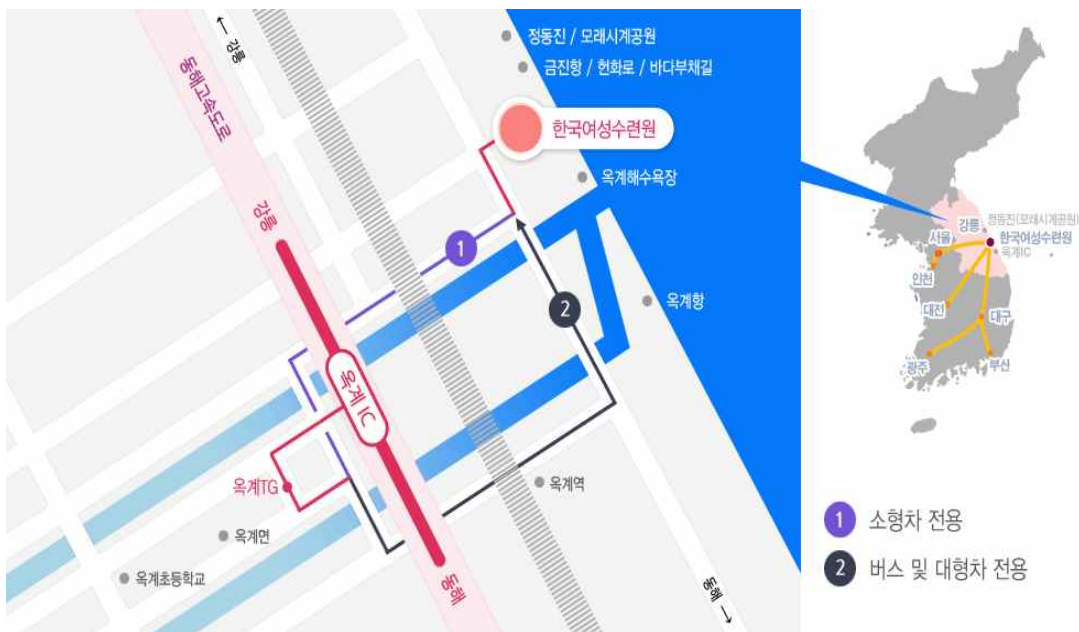 ← 강릉
동해고속도로
정동진 / 모래시계공원
금진항 / 헌화로 / 바다부채길
한국여성수련원
옥계해수욕장
강릉
1
2
옥계항
옥계 IC
옥계TG
옥계역
옥계면
옥계초등학교
동해
동해 →
강릉
정동진(모래시계공원)
서울
한국여성수련원
옥계IC
인천
대전
대구
광주
부산
1 소형차 전용
2 버스 및 대형차 전용